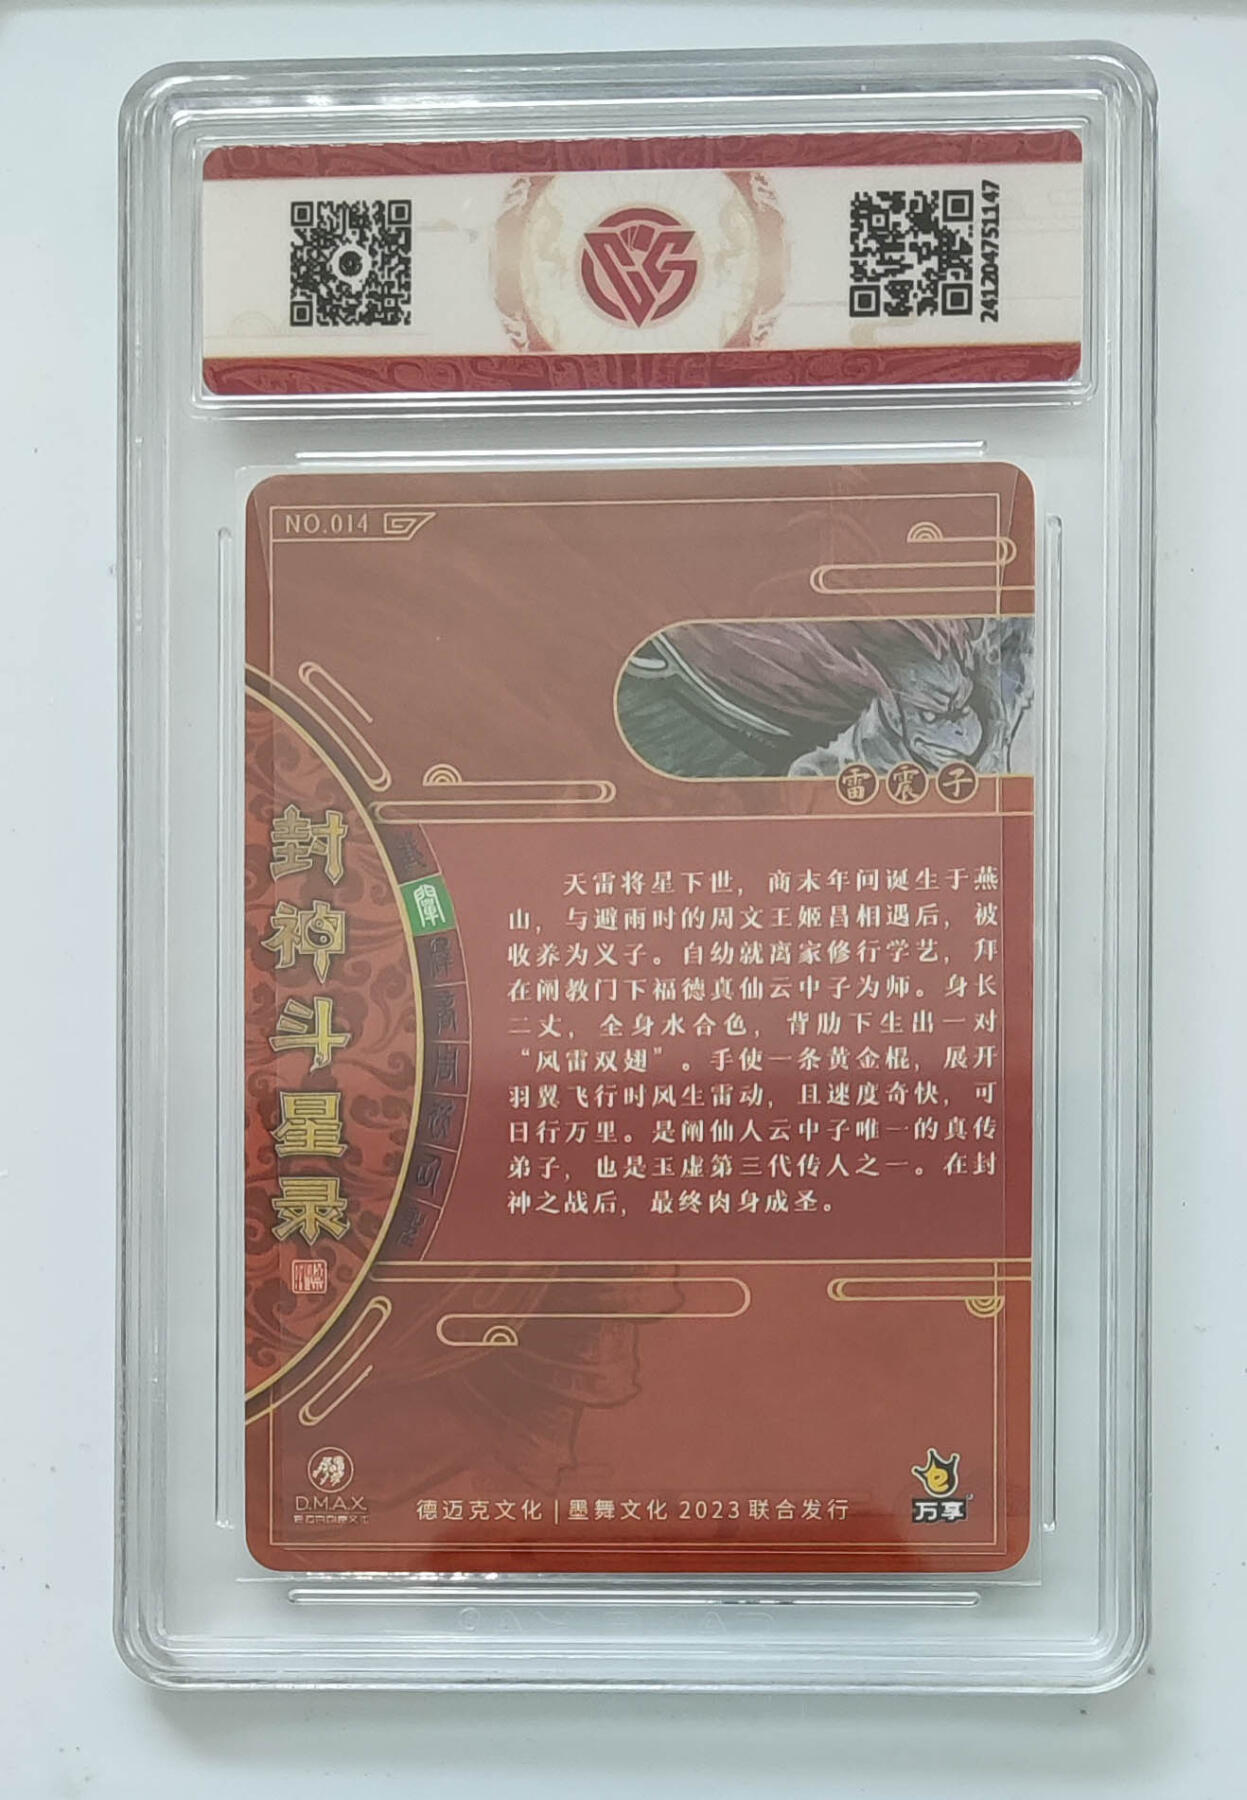 241204751147
NO.014
雷震子
封神斗星录
闡
天雷将星下世，商末年间诞生于燕
山，与避雨时的周文王姬昌相遇后，被
收养为义子。自幼就离家修行学艺，拜
在阐教门下福德真仙云中子为师。身长
二丈，全身水合色，背肋下生出一对
“风雷双翅”。手使一条黄金棍，展开
羽翼飞行时风生雷动，且速度奇快，可
日行万里。是阐仙人云中子唯一的真传
弟子，也是玉虚第三代传人之一。在封
神之战后，最终肉身成圣。
D.M.A.X.
德迈克文化 | 墨舞文化 2023 联合发行
万享